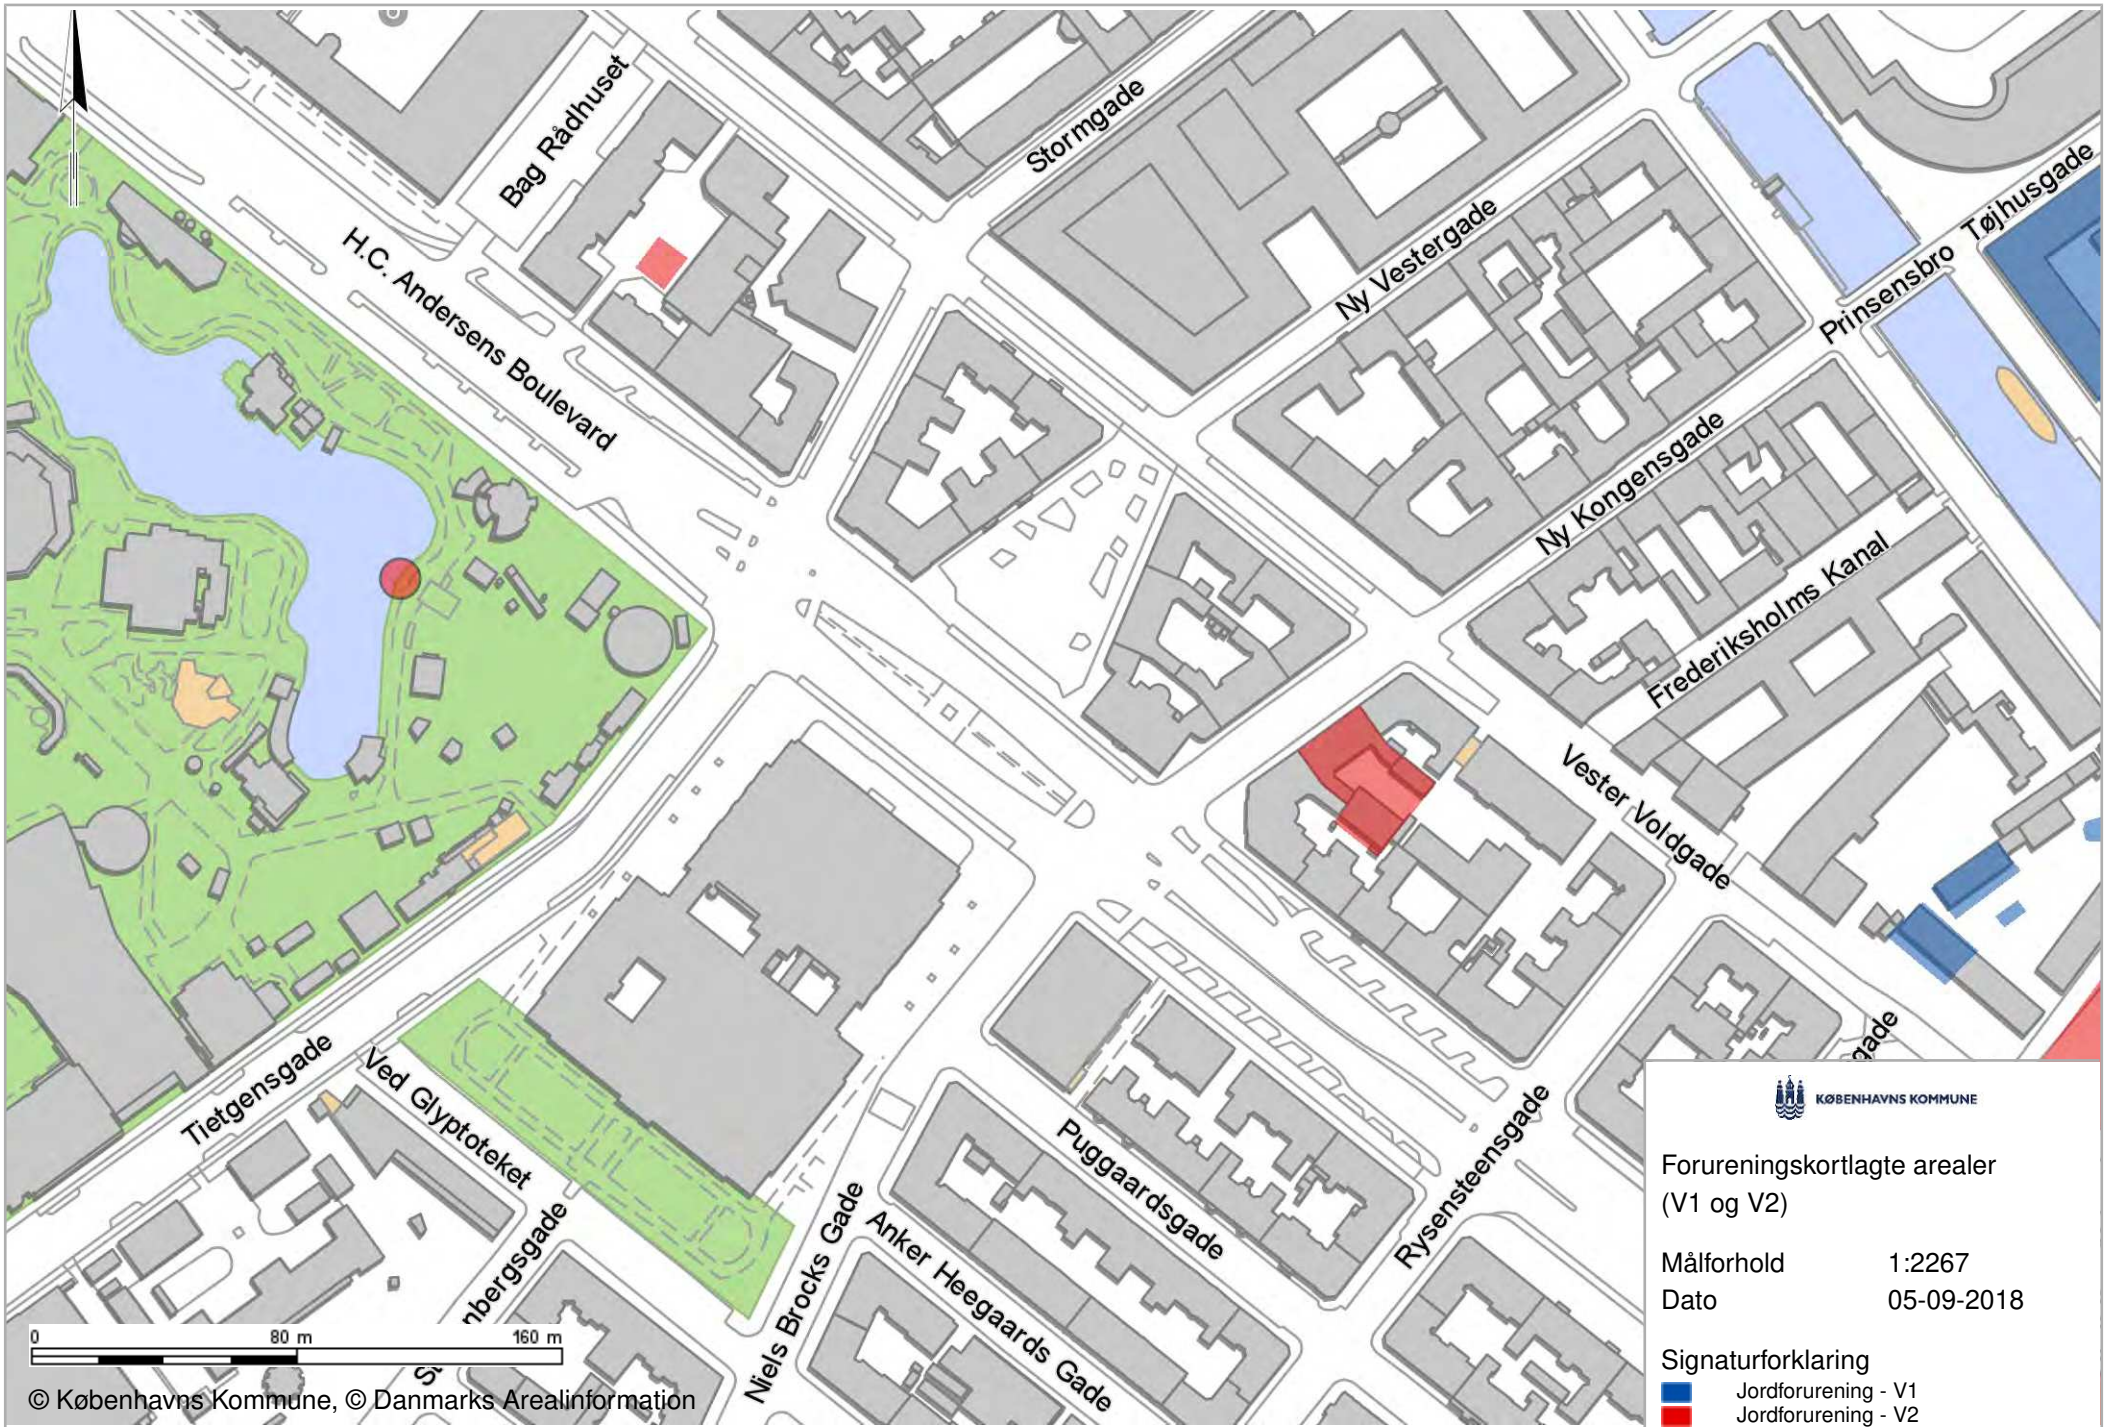 Bag Rådhuset
Stormgade
H.C. Andersens Boulevard
Ny Vestergade
Tøjhusgade
Prinsensbro
Ny Kongensgade
Frederiksholms Kanal
Vester Voldgade
Tietgensgade
Ved Glyptoteket
nbergsgade
Niels Brocks Gade
Anker Heegaards Gade
Puggaardsgade
Rysensteensgade
gade
KØBENHAVNS KOMMUNE
Forureningskortlagte arealer
(V1 og V2)
Målforhold 1:2267
Dato 05-09-2018
Signaturforklaring
Jordforurening - V1
Jordforurening - V2
0 80 m 160 m
© Københavns Kommune, © Danmarks Arealinformation